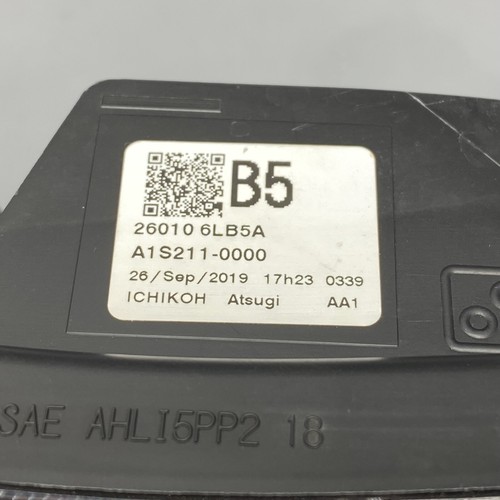 B5
26010 6LB5A
A1S211-0000
26/Sep/2019 17h23 0339
ICHIKOH Atsugi AA1
SAE AHLI5PP2 18